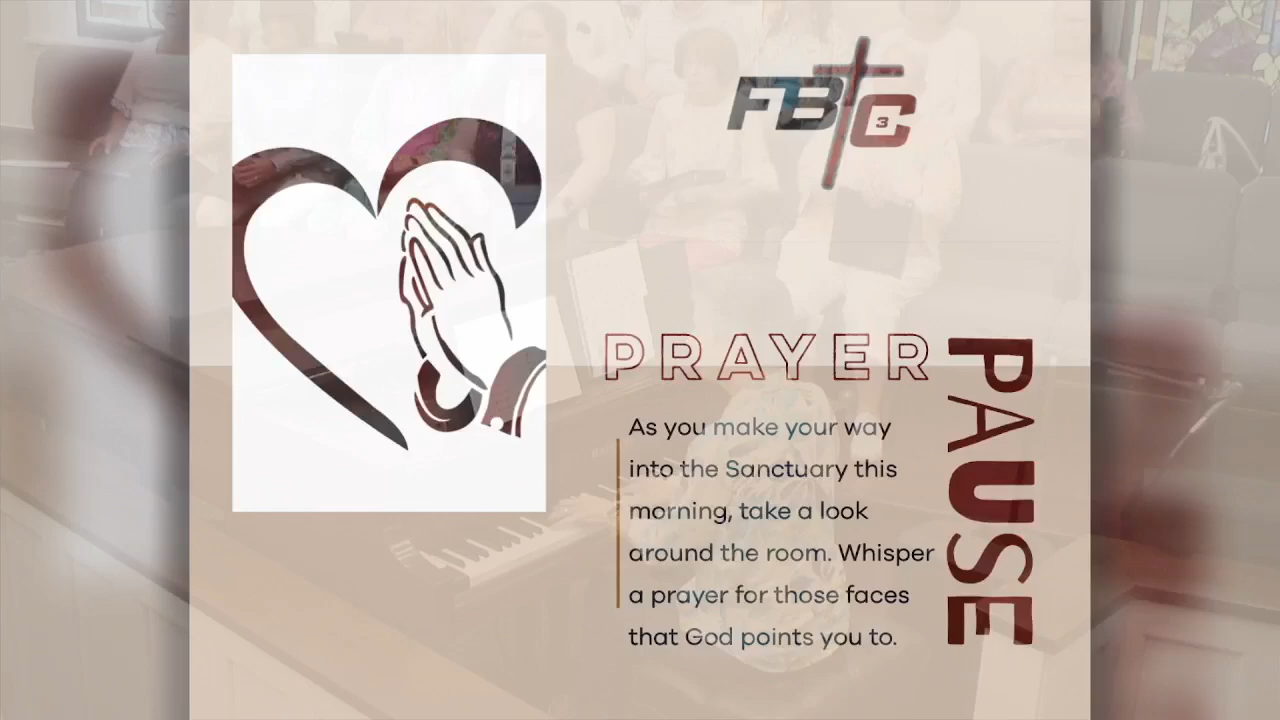 FBC
3
PRAYER
PAUSE
As you make your way
into the Sanctuary this
morning, take a look
around the room. Whisper
a prayer for those faces
that God points you to.